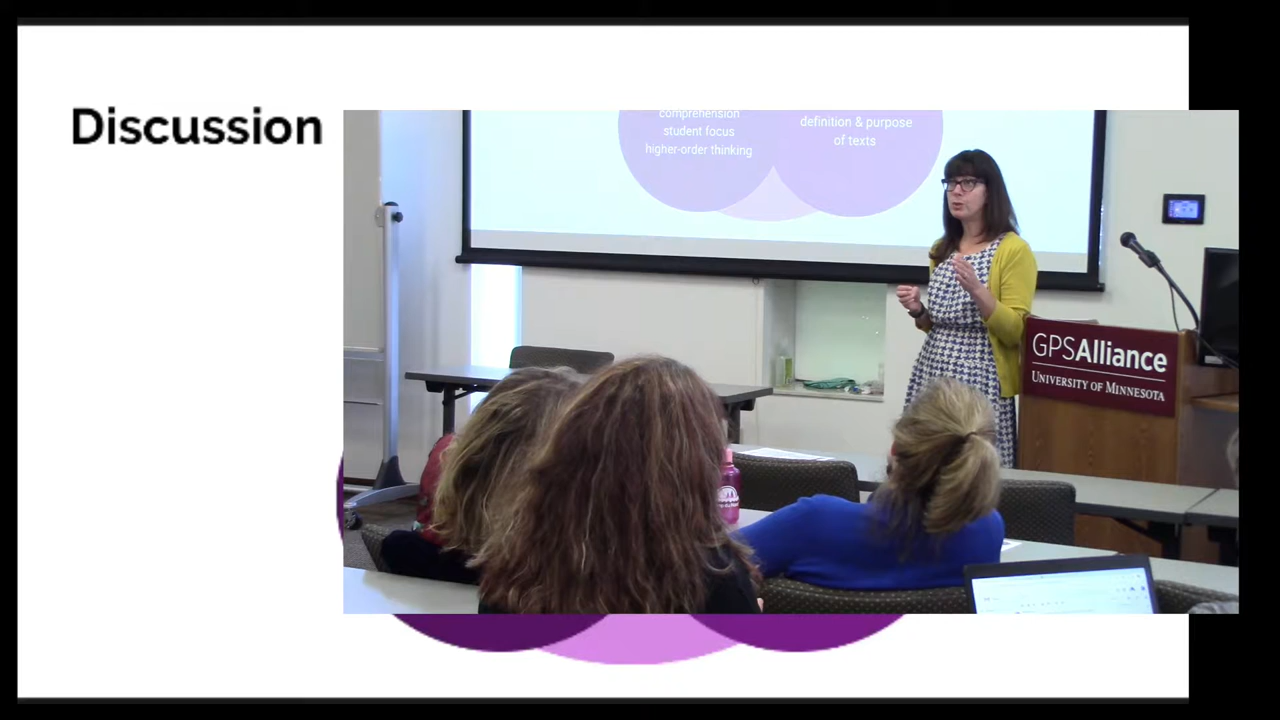 Discussion
comprehension
student focus
higher-order thinking
definition & purpose
of texts
GPSAlliance
UNIVERSITY OF MINNESOTA